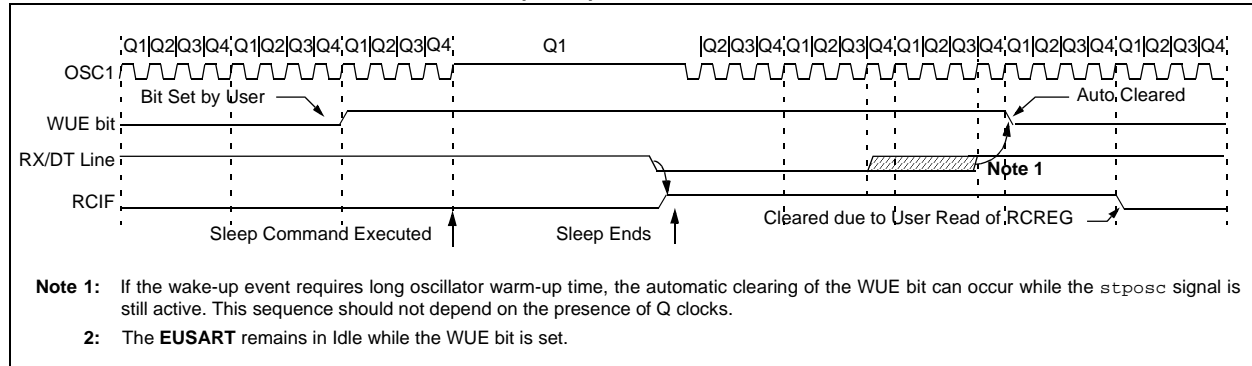 Q1|Q2|Q3|Q4|Q1|Q2|Q3|Q4|Q1|Q2|Q3|Q4 Q1 Q2|Q3|Q4|Q1|Q2|Q3|Q4|Q1|Q2|Q3|Q4|Q1|Q2|Q3|Q4|Q1|Q2|Q3|Q4
OSC1
Bit Set by User Auto Cleared
WUE bit
RX/DT Line
Note 1
RCIF
Cleared due to User Read of RCREG
Sleep Command Executed Sleep Ends
Note 1: If the wake-up event requires long oscillator warm-up time, the automatic clearing of the WUE bit can occur while the stposc signal is
still active. This sequence should not depend on the presence of Q clocks.
2: The EUSART remains in Idle while the WUE bit is set.